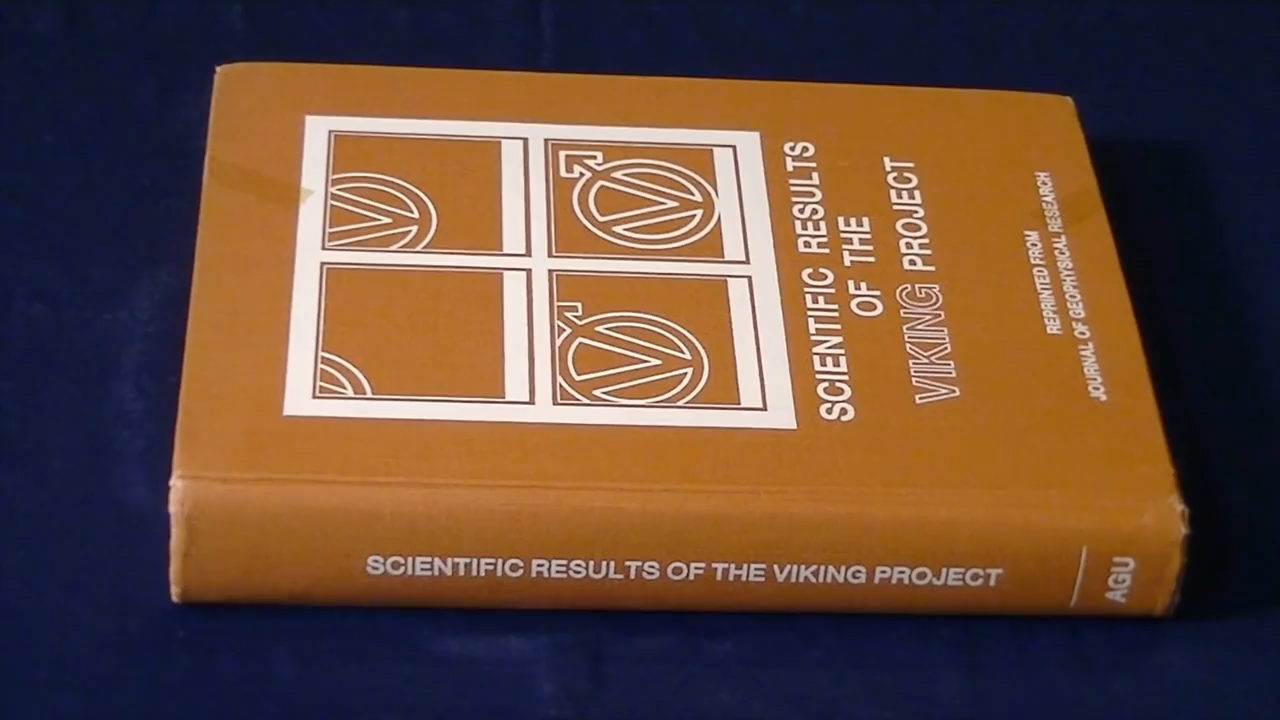 SCIENTIFIC RESULTS
OF THE
VIKING PROJECT
REPRINTED FROM
JOURNAL OF GEOPHYSICAL RESEARCH
SCIENTIFIC RESULTS OF THE VIKING PROJECT
AGU